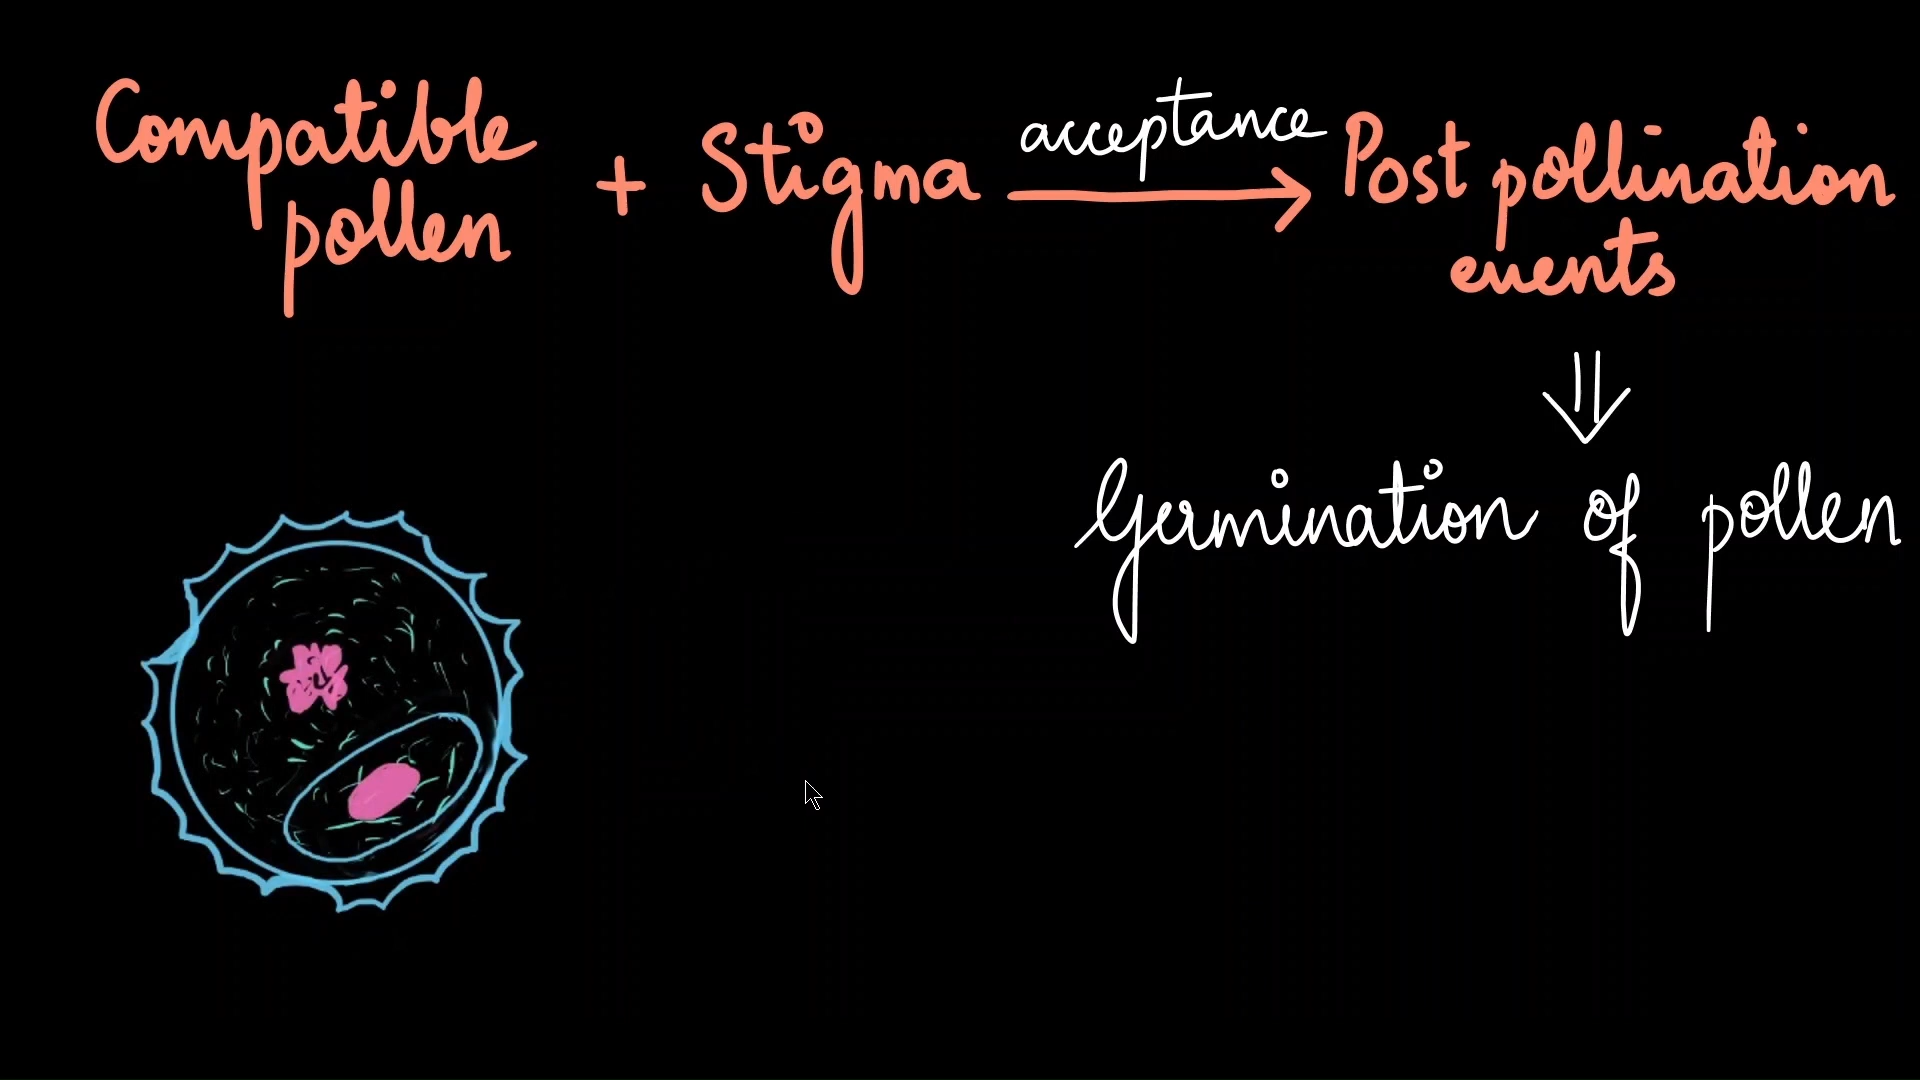 Compatible pollen + Stigma acceptance → Post pollination events
⇓
Germination of pollen